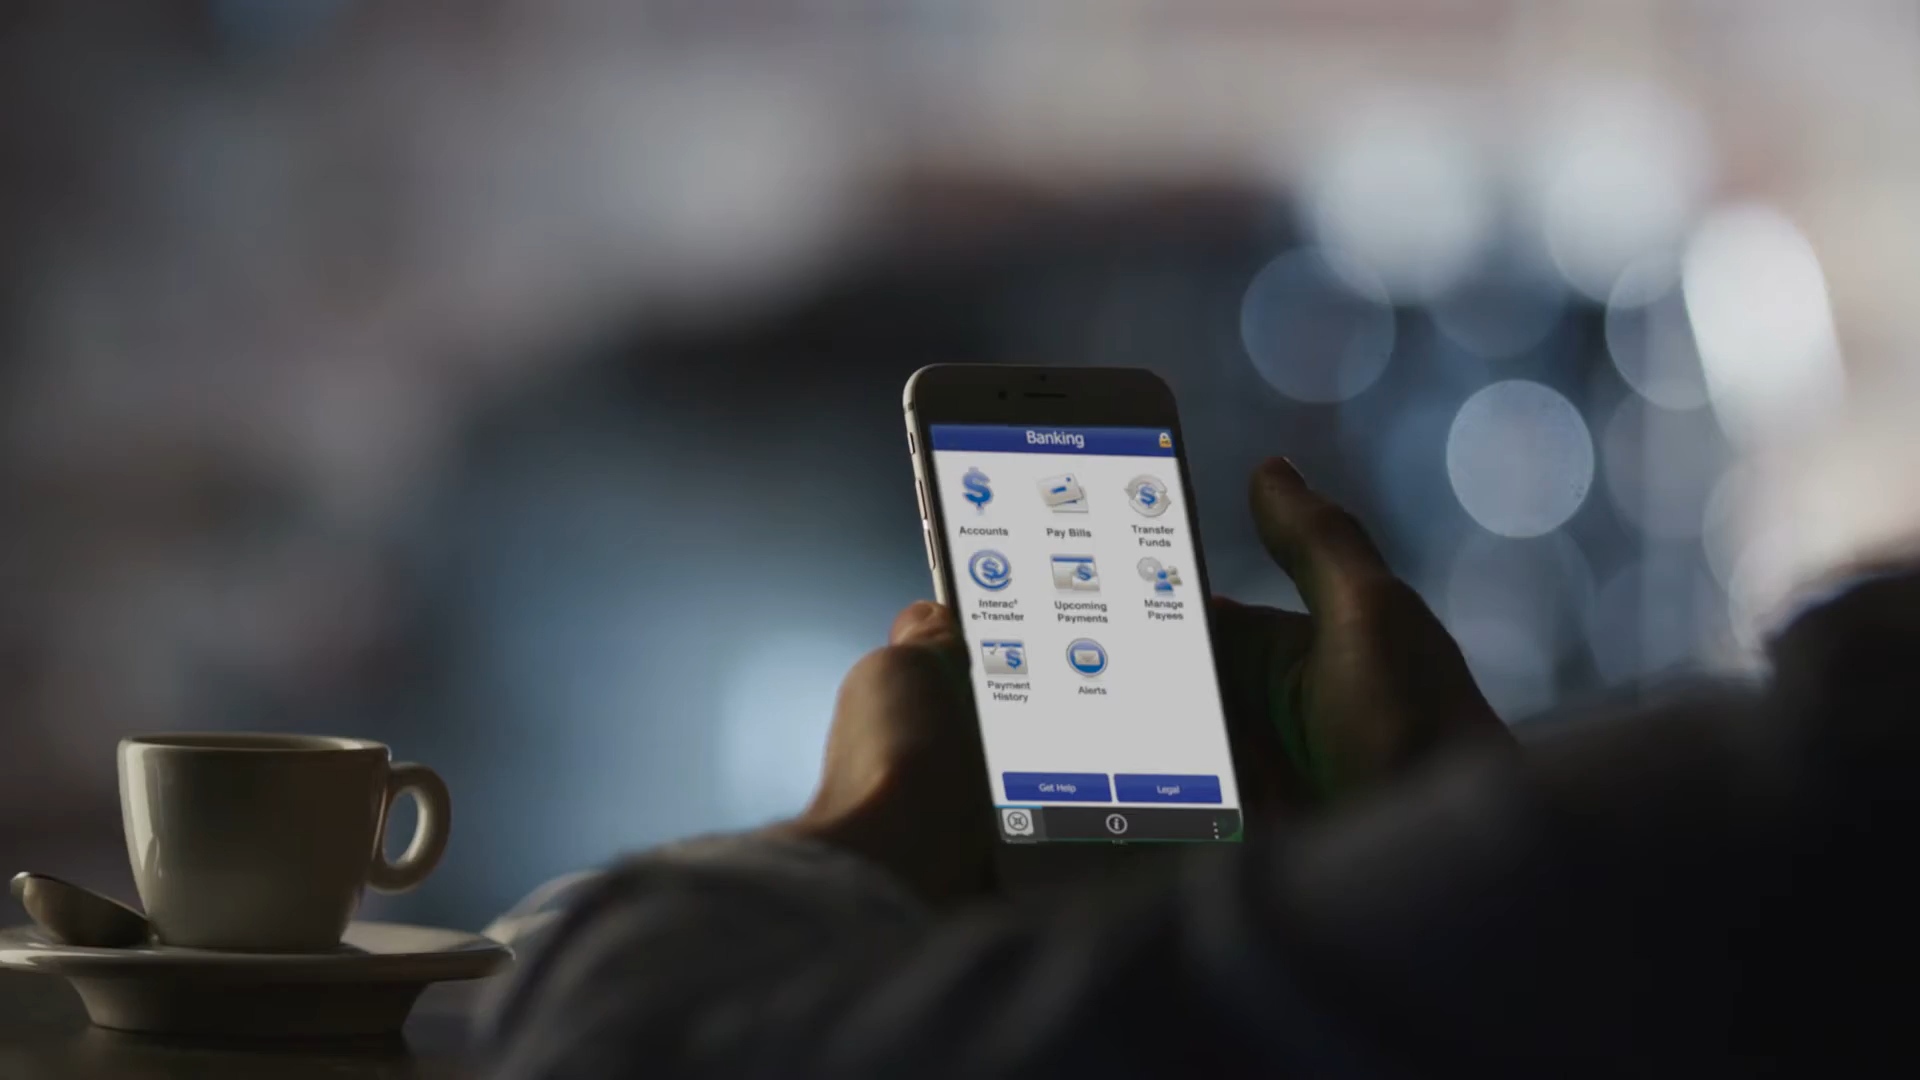 Banking
Accounts
Pay Bills
Transfer
Funds
Interac®
e-Transfer
Upcoming
Payments
Manage
Payees
Payment
History
Alerts
Get Help
Legal